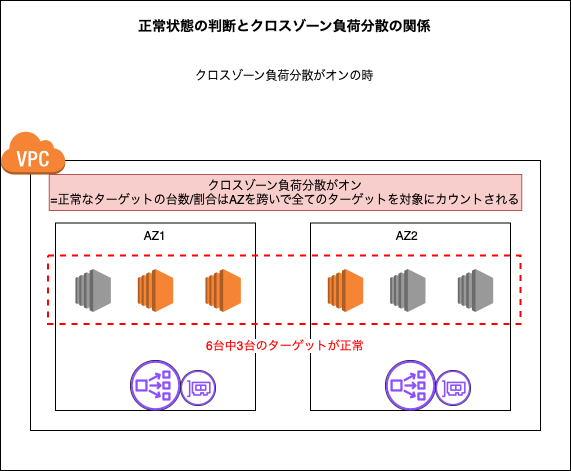 正常状態の判断とクロスゾーン負荷分散の関係
クロスゾーン負荷分散がオンの時
VPC
クロスゾーン負荷分散がオン
=正常なターゲットの台数/割合はAZを跨いで全てのターゲットを対象にカウントされる
AZ1
AZ2
6台中3台のターゲットが正常